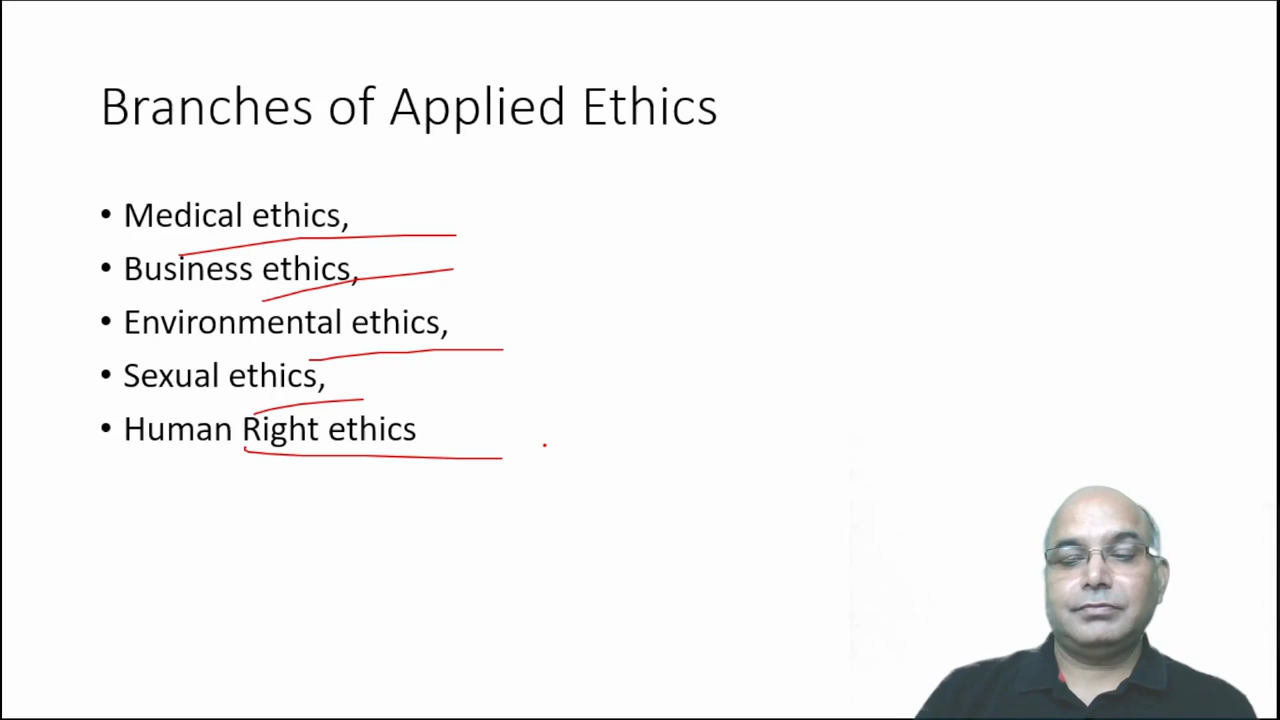 Branches of Applied Ethics
• Medical ethics,
• Business ethics,
• Environmental ethics,
• Sexual ethics,
• Human Right ethics